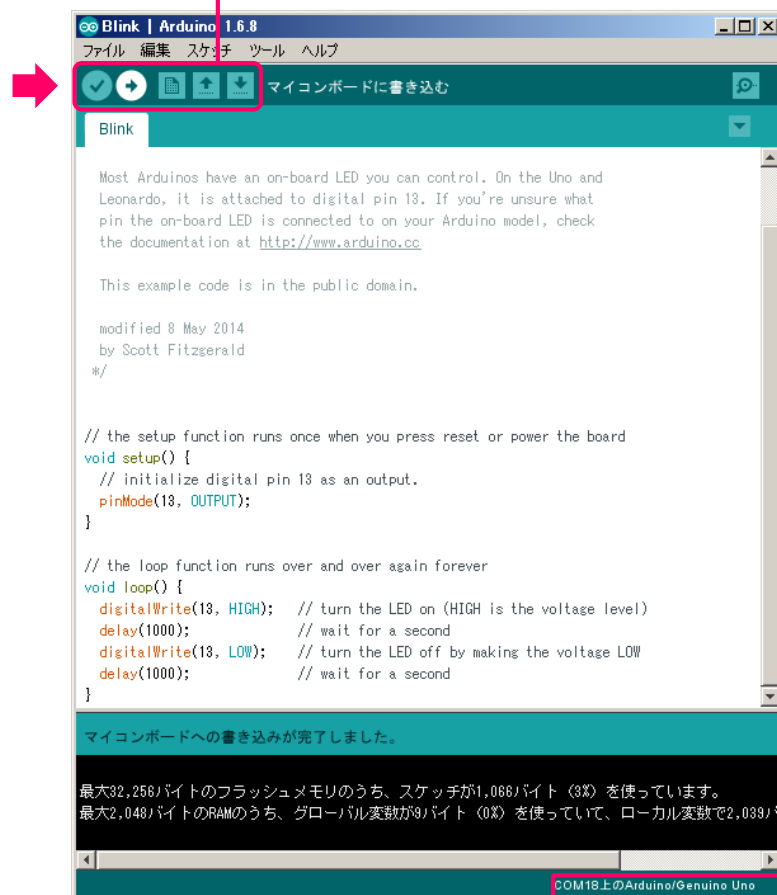 Blink | Arduino 1.6.8
ファイル 編集 スケッチ ツール ヘルプ
マイコンボードに書き込む
Blink
Most Arduinos have an on-board LED you can control. On the Uno and
Leonardo, it is attached to digital pin 13. If you're unsure what
pin the on-board LED is connected to on your Arduino model, check
the documentation at http://www.arduino.cc
This example code is in the public domain.
modified 8 May 2014
by Scott Fitzgerald
*/
// the setup function runs once when you press reset or power the board
void setup() {
// initialize digital pin 13 as an output.
pinMode(13, OUTPUT);
}
// the loop function runs over and over again forever
void loop() {
digitalWrite(13, HIGH); // turn the LED on (HIGH is the voltage level)
delay(1000); // wait for a second
digitalWrite(13, LOW); // turn the LED off by making the voltage LOW
delay(1000); // wait for a second
}
マイコンボードへの書き込みが完了しました。
最大32,256バイトのフラッシュメモリのうち、スケッチが1,066バイト（3%）を使っています。
最大2,048バイトのRAMのうち、グローバル変数が9バイト（0%）を使っていて、ローカル変数で2,039バ
COM18上のArduino/Genuino Uno